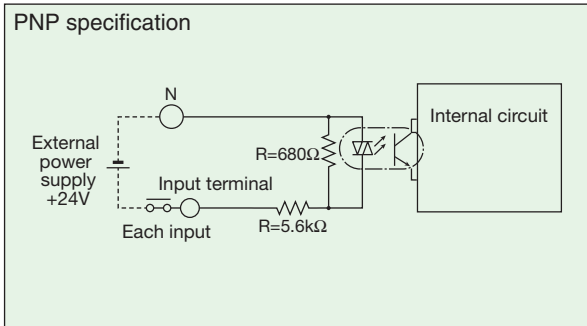 PNP specification
N
Internal circuit
External
power
supply
+24V
R=680Ω
Input terminal
Each input
R=5.6kΩ